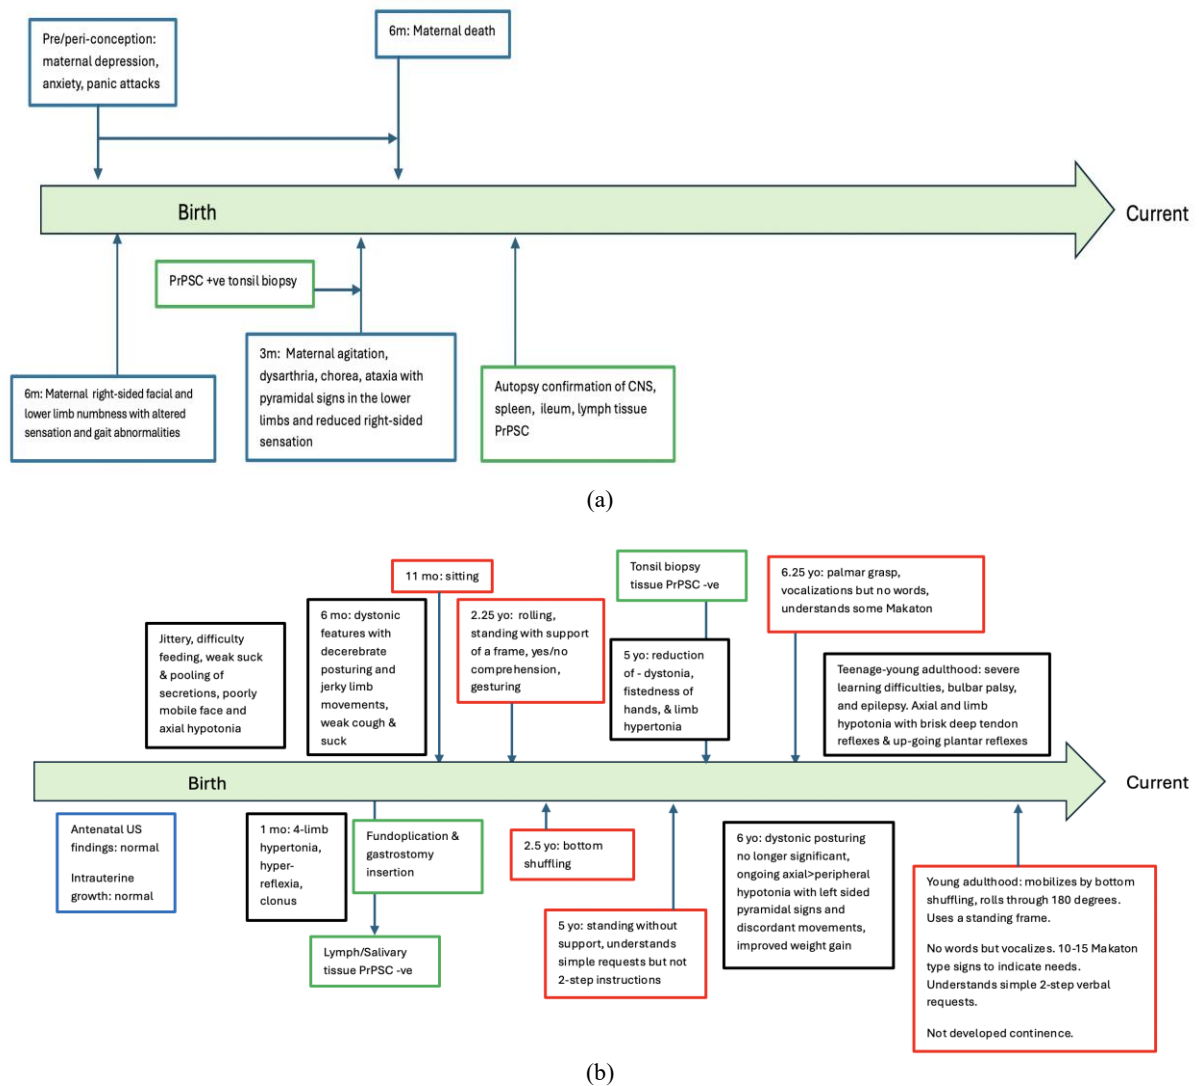 Pre/peri-conception:
maternal depression,
anxiety, panic attacks
6m: Maternal death
Birth
Current
PrPSC +ve tonsil biopsy
6m: Maternal right-sided facial and
lower limb numbness with altered
sensation and gait abnormalities
3m: Maternal agitation,
dysarthria, chorea, ataxia with
pyramidal signs in the lower
limbs and reduced right-sided
sensation
Autopsy confirmation of CNS,
spleen, ileum, lymph tissue
PrPSC
(a)
Jittery, difficulty
feeding, weak suck
& pooling of
secretions, poorly
mobile face and
axial hypotonia
6 mo: dystonic
features with
decerebrate
posturing and
jerky limb
movements,
weak cough &
suck
11 mo: sitting
2.25 yo: rolling,
standing with support
of a frame, yes/no
comprehension,
gesturing
Tonsil biopsy
tissue PrPSC -ve
5 yo: reduction
of - dystonia,
fistedness of
hands, & limb
hypertonia
6.25 yo: palmar grasp,
vocalizations but no words,
understands some Makaton
Teenage-young adulthood: severe
learning difficulties, bulbar palsy,
and epilepsy. Axial and limb
hypotonia with brisk deep tendon
reflexes & up-going plantar reflexes
Birth
Current
Antenatal US
findings: normal
Intrauterine
growth: normal
1 mo: 4-limb
hypertonia,
hyper-
reflexia,
clonus
Fundoplication &
gastrostomy
insertion
Lymph/Salivary
tissue PrPSC -ve
2.5 yo: bottom
shuffling
5 yo: standing without
support, understands
simple requests but not
2-step instructions
6 yo: dystonic posturing
no longer significant,
ongoing axial>peripheral
hypotonia with left sided
pyramidal signs and
discordant movements,
improved weight gain
Young adulthood: mobilizes by bottom
shuffling, rolls through 180 degrees.
Uses a standing frame.
No words but vocalizes. 10-15 Makaton
type signs to indicate needs.
Understands simple 2-step verbal
requests.
Not developed continence.
(b)